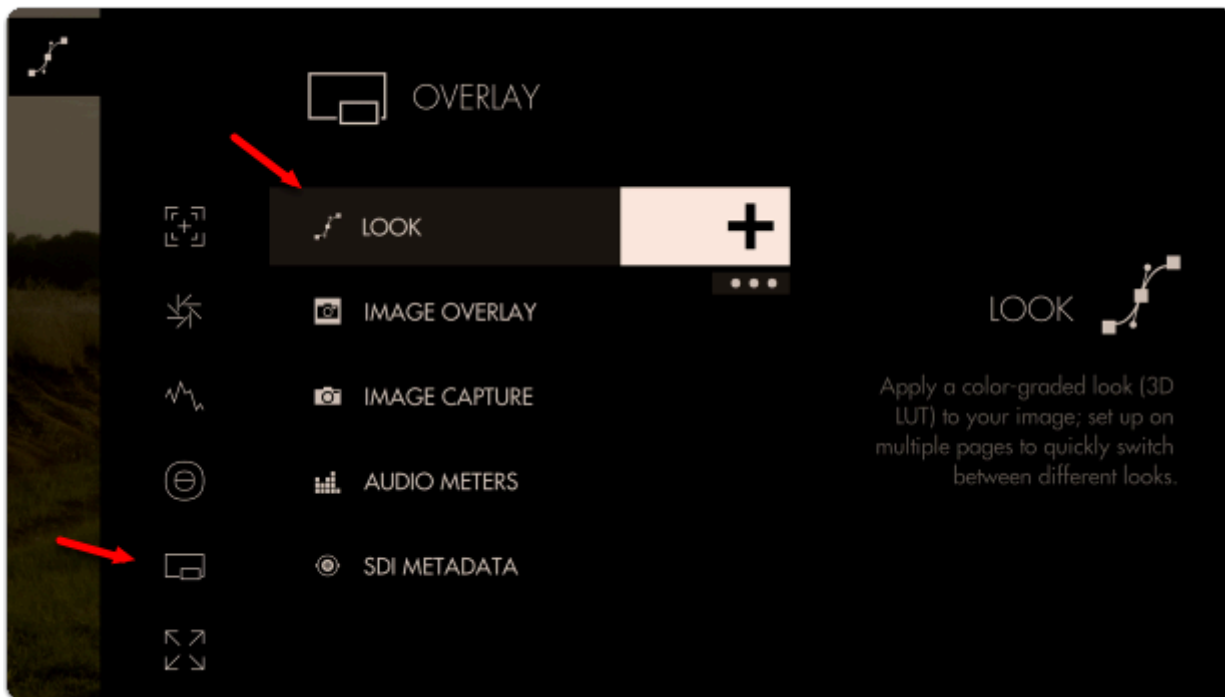 OVERLAY
LOOK
IMAGE OVERLAY
IMAGE CAPTURE
AUDIO METERS
SDI METADATA
LOOK
Apply a color-graded look (3D
LUT) to your image; set up on
multiple pages to quickly switch
between different looks.